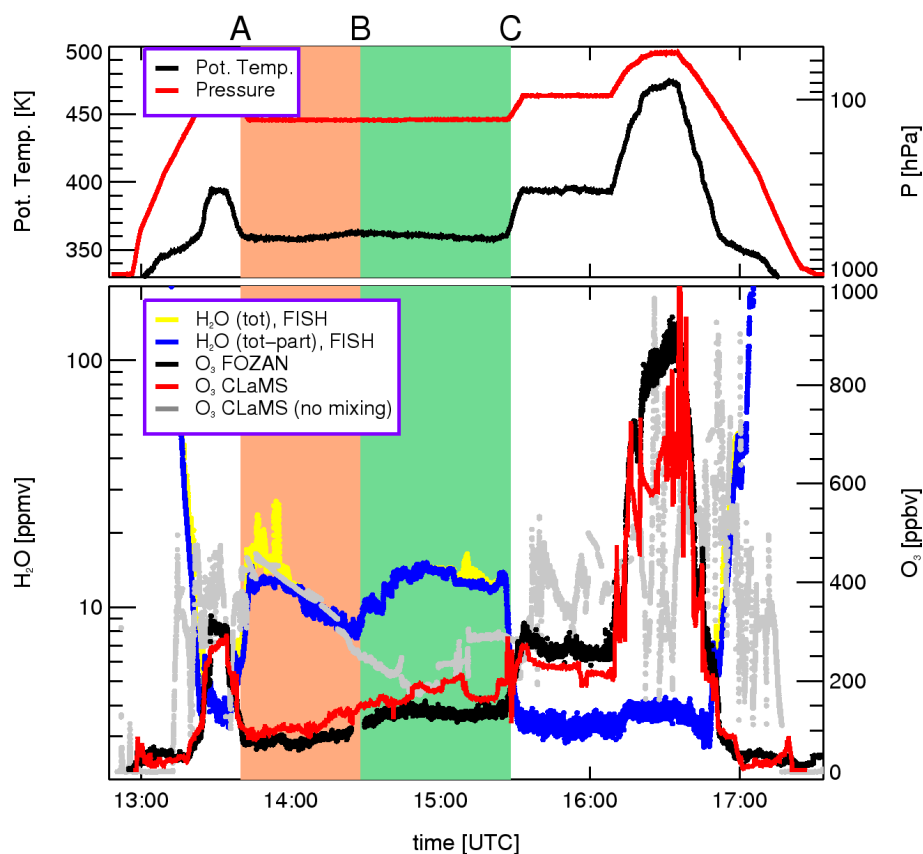 A B C
500
450
400
350
Pot. Temp. [K]
Pot. Temp.
Pressure
100
1000
P [hPa]
H₂O (tot), FISH
H₂O (tot-part), FISH
O₃ FOZAN
O₃ CLaMS
O₃ CLaMS (no mixing)
100
10
H₂O [ppmv]
1000
800
600
400
200
0
O₃ [ppbv]
13:00 14:00 15:00 16:00 17:00
time [UTC]